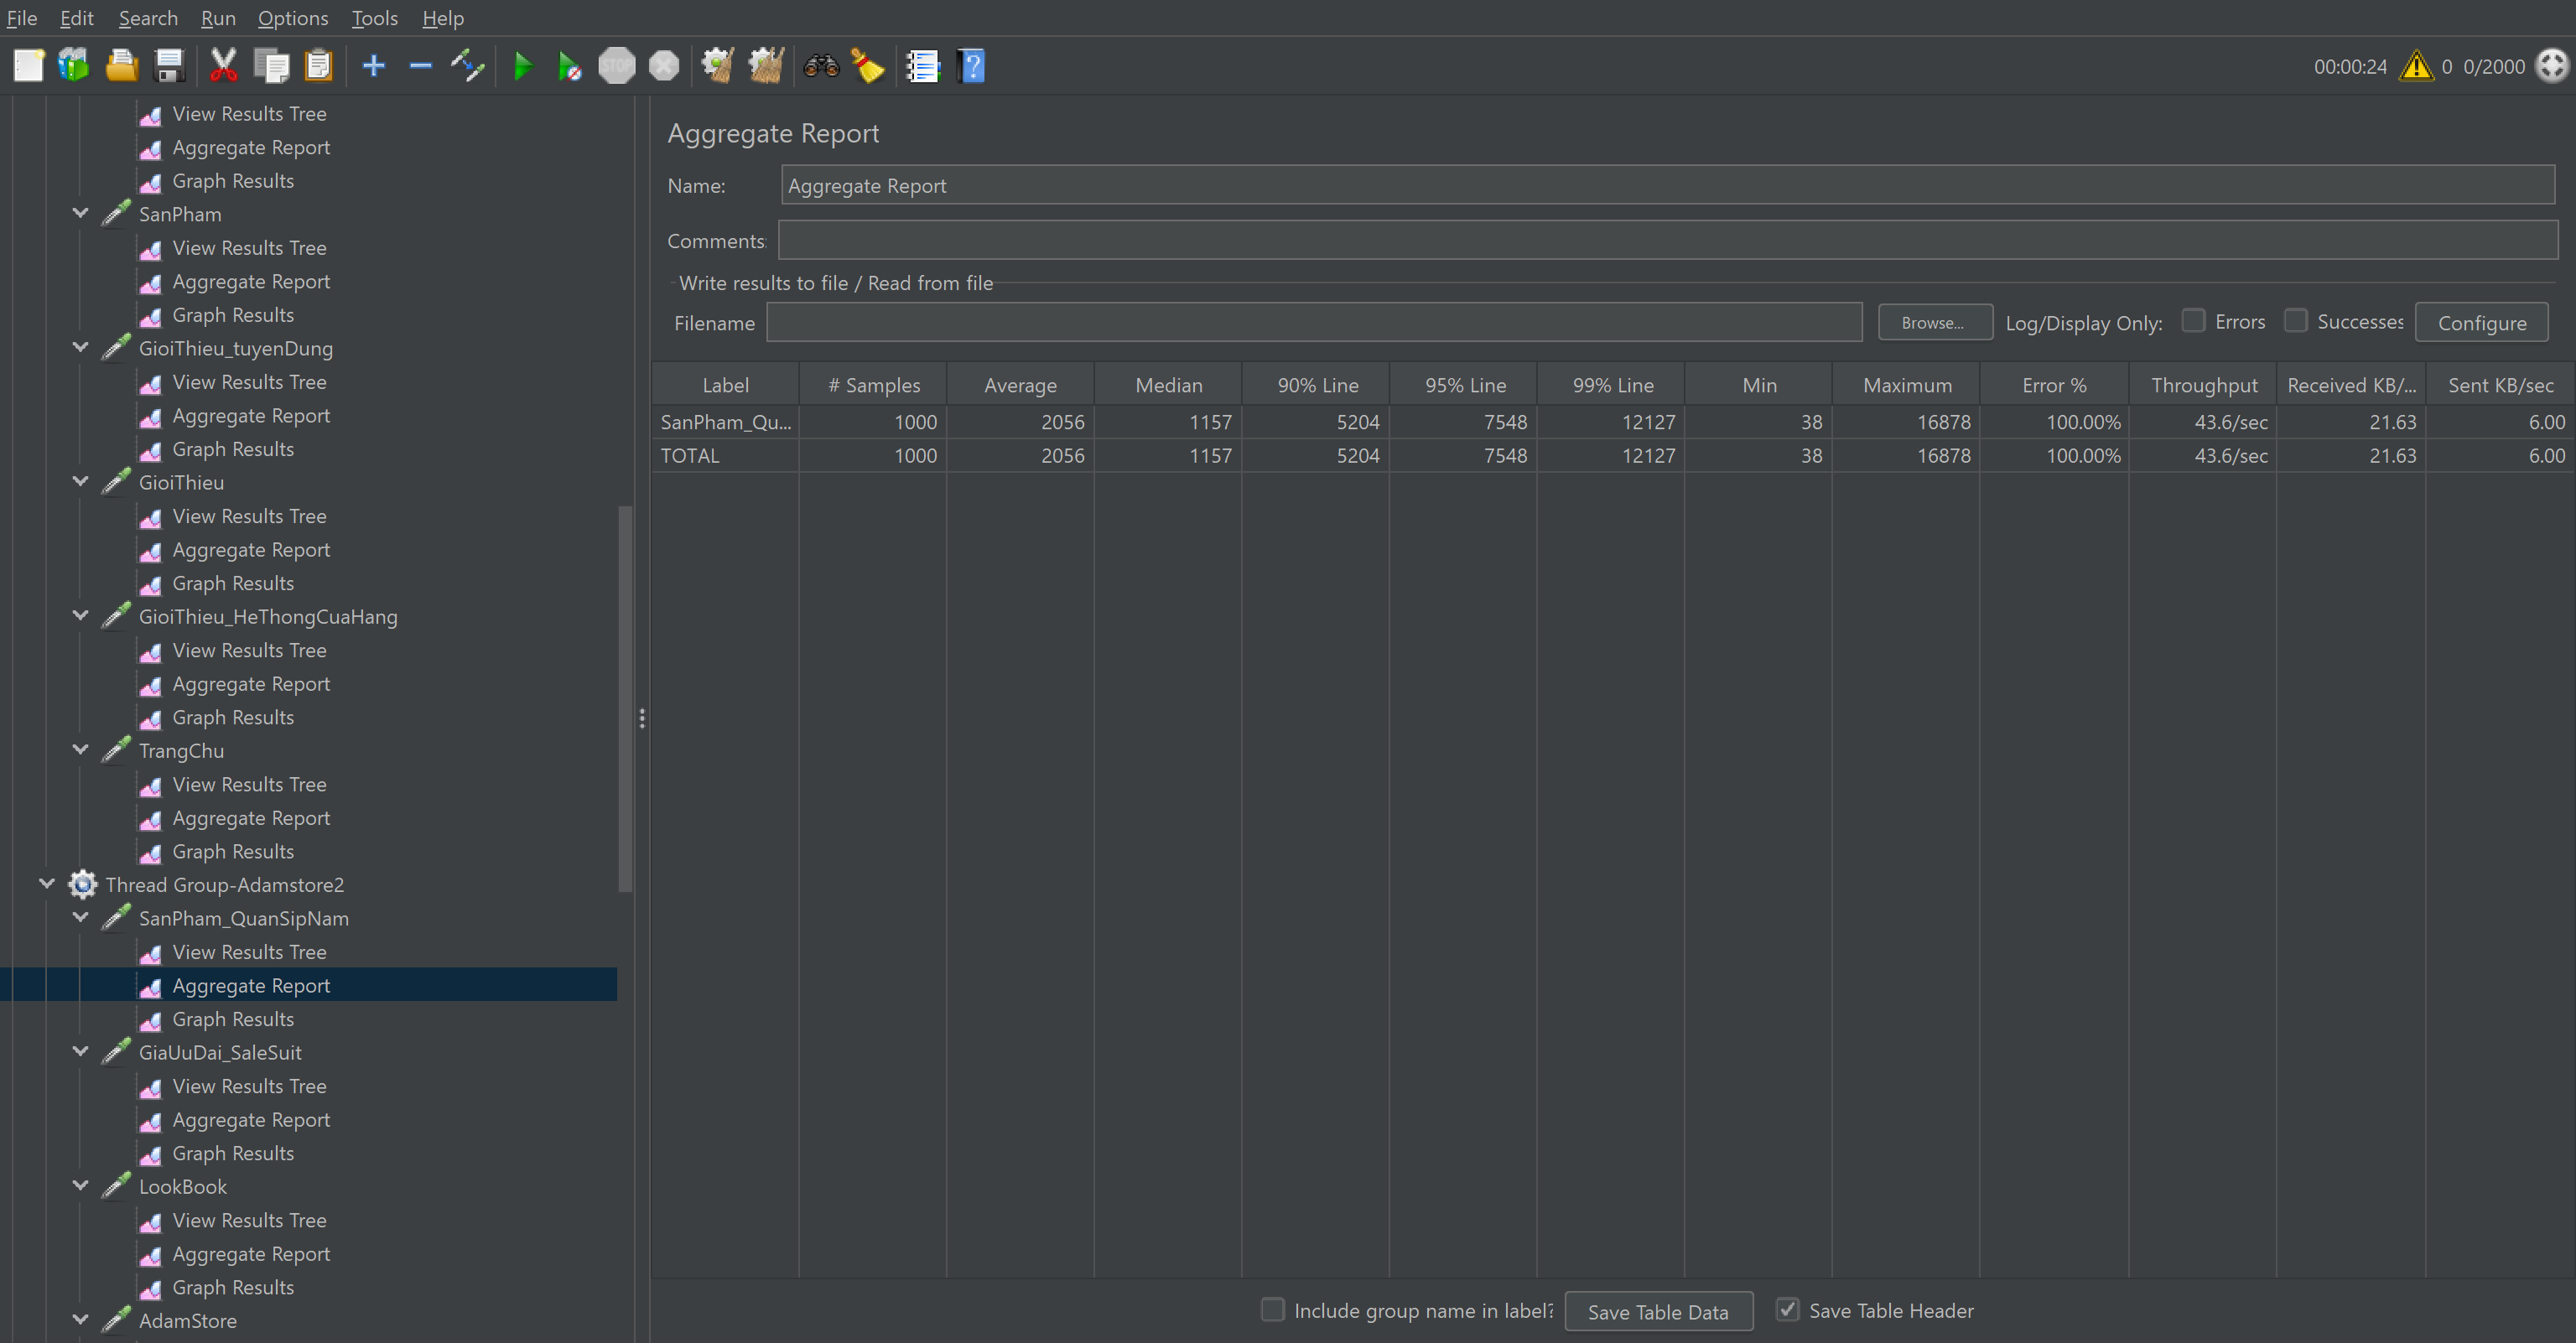 File Edit Search Run Options Tools Help
STOP
00:00:24 0 0/2000
View Results Tree
Aggregate Report
Graph Results
SanPham
View Results Tree
Aggregate Report
Graph Results
GioiThieu_tuyenDung
View Results Tree
Aggregate Report
Graph Results
GioiThieu
View Results Tree
Aggregate Report
Graph Results
GioiThieu_HeThongCuaHang
View Results Tree
Aggregate Report
Graph Results
TrangChu
View Results Tree
Aggregate Report
Graph Results
Thread Group-Adamstore2
SanPham_QuanSipNam
View Results Tree
Aggregate Report
Graph Results
GiaUuDai_SaleSuit
View Results Tree
Aggregate Report
Graph Results
LookBook
View Results Tree
Aggregate Report
Graph Results
AdamStore
Aggregate Report
Name: Aggregate Report
Comments:
Write results to file / Read from file
Filename Browse... Log/Display Only: Errors Successes Configure
Label # Samples Average Median 90% Line 95% Line 99% Line Min Maximum Error % Throughput Received KB/... Sent KB/sec
SanPham_Qu... 1000 2056 1157 5204 7548 12127 38 16878 100.00% 43.6/sec 21.63 6.00
TOTAL 1000 2056 1157 5204 7548 12127 38 16878 100.00% 43.6/sec 21.63 6.00
Include group name in label? Save Table Data Save Table Header